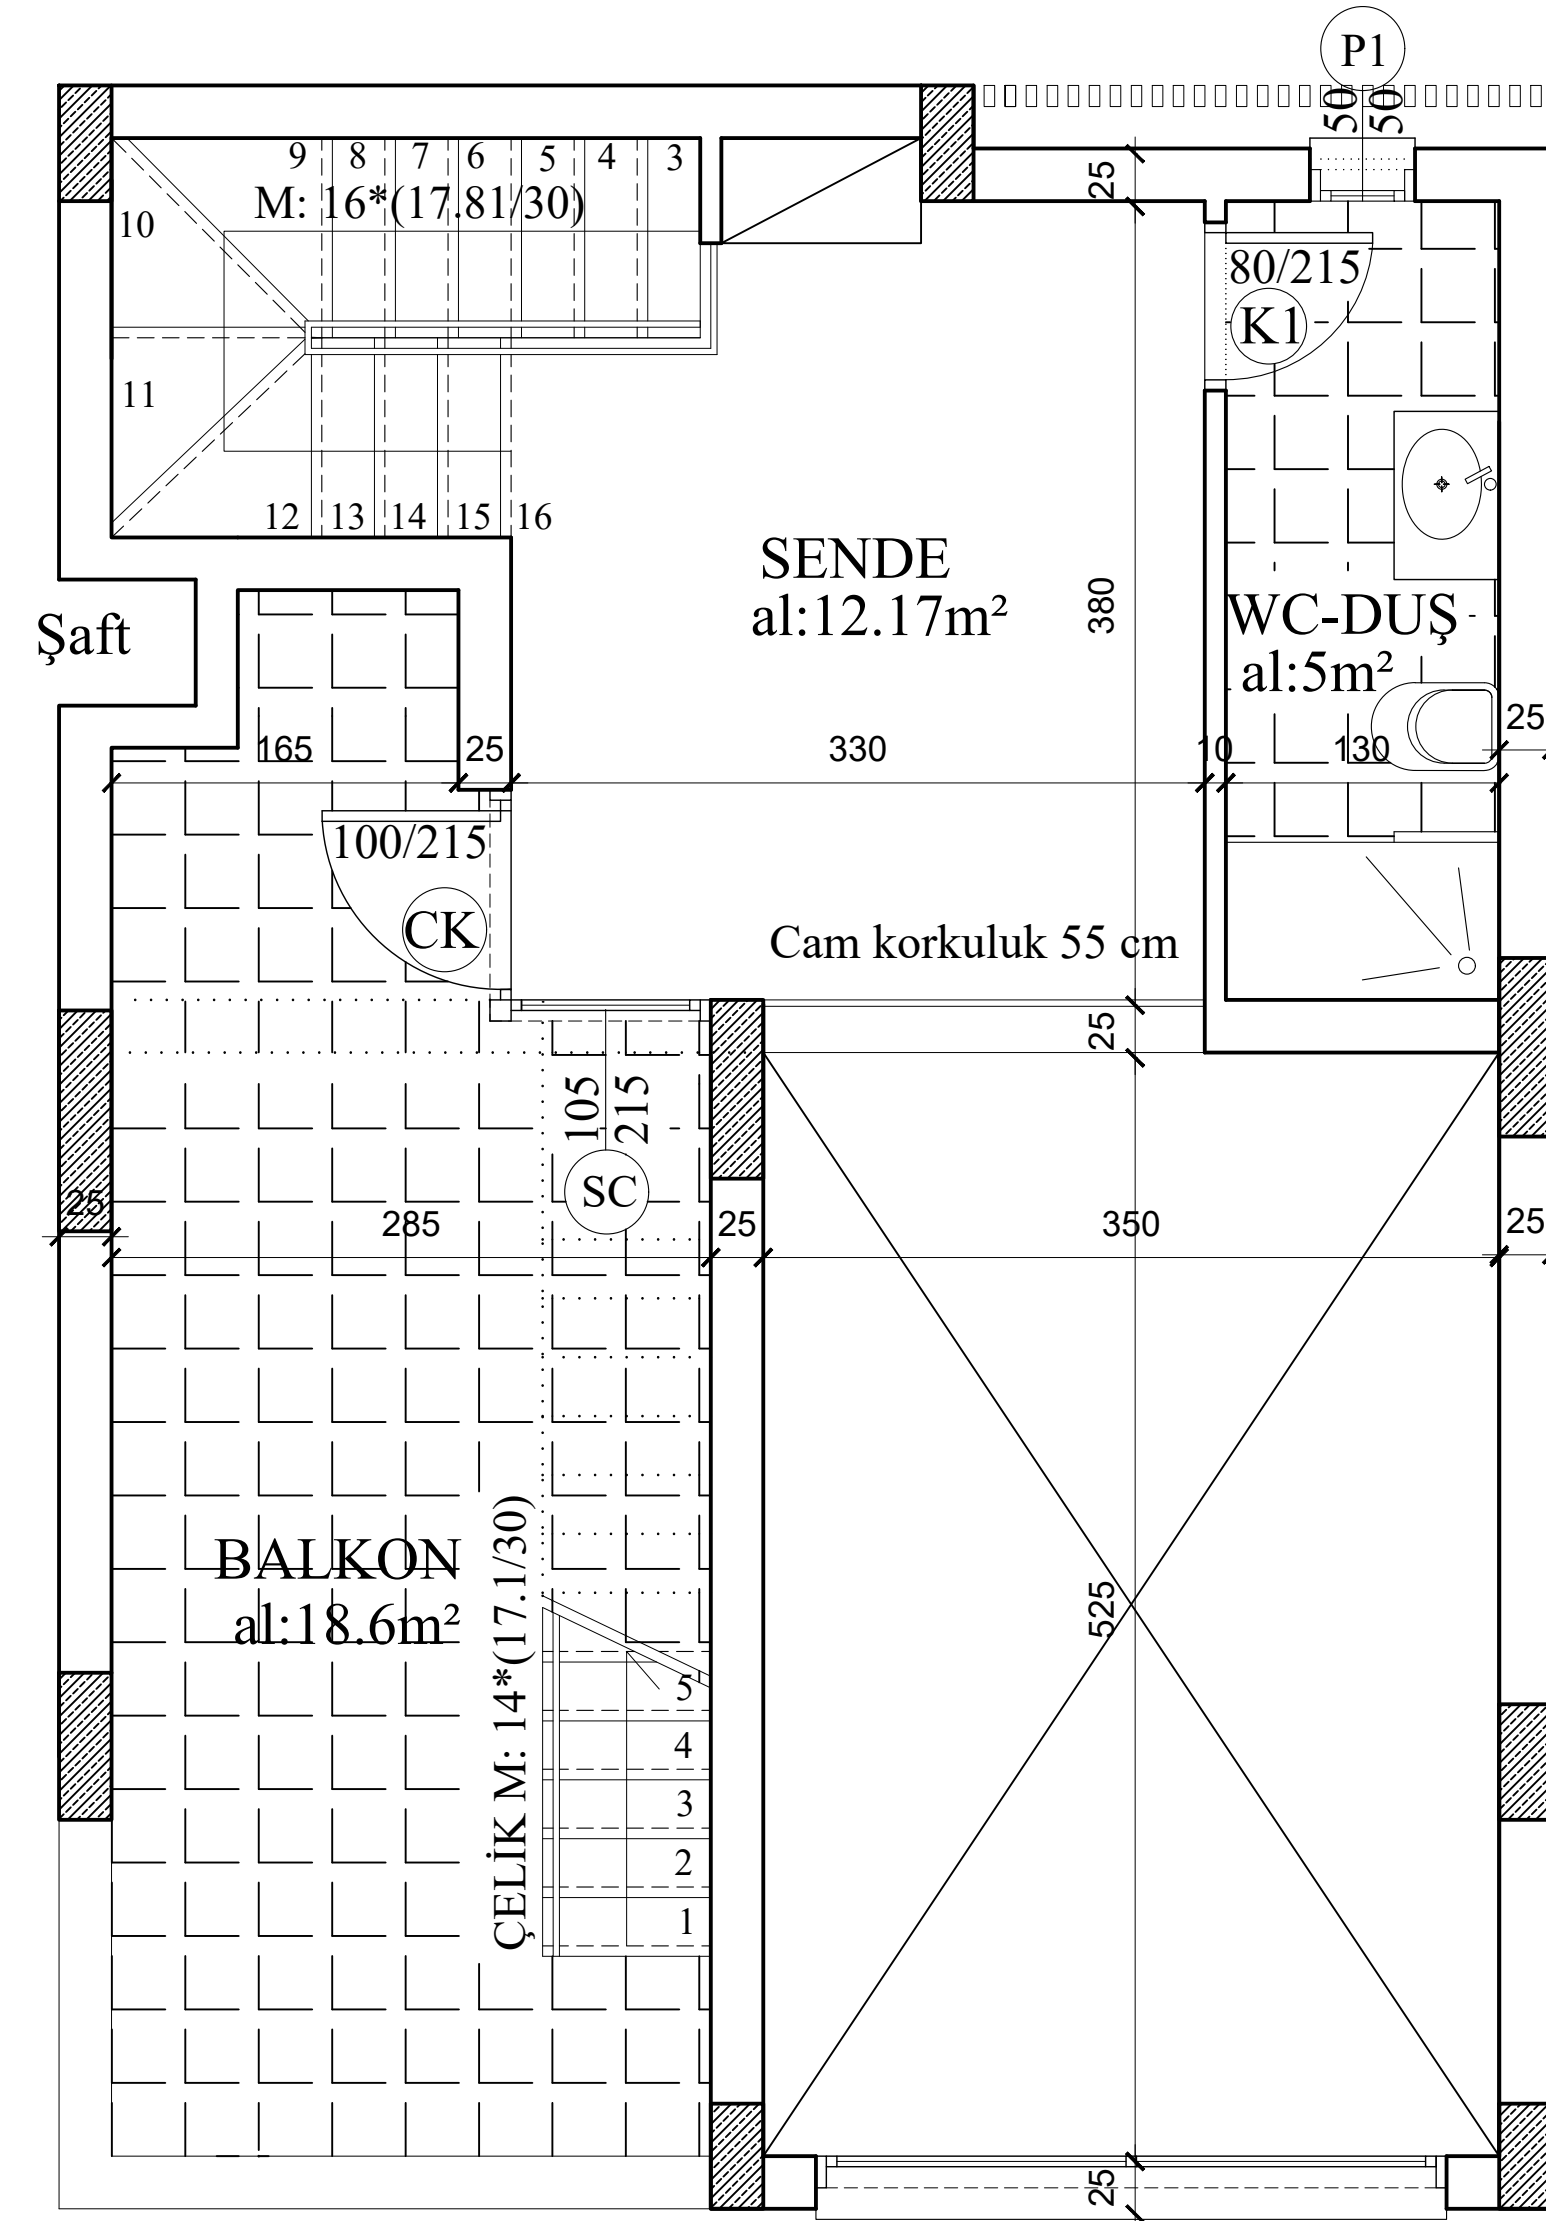 P1
50
50
9 8 7 6 5 4 3
M: 16*(17.81/30)
25
10
80/215
K1
11
12 13 14 15 16
SENDE
al:12.17m²
380
WC-DUŞ
al:5m²
Şaft
165 25 330 10 130 25
100/215
CK
Cam korkuluk 55 cm
25
105
215
SC
25 285 25 350 25
BALKON
al:18.6m²
ÇELİK M: 14*(17.1/30)
525
5
4
3
2
1
25